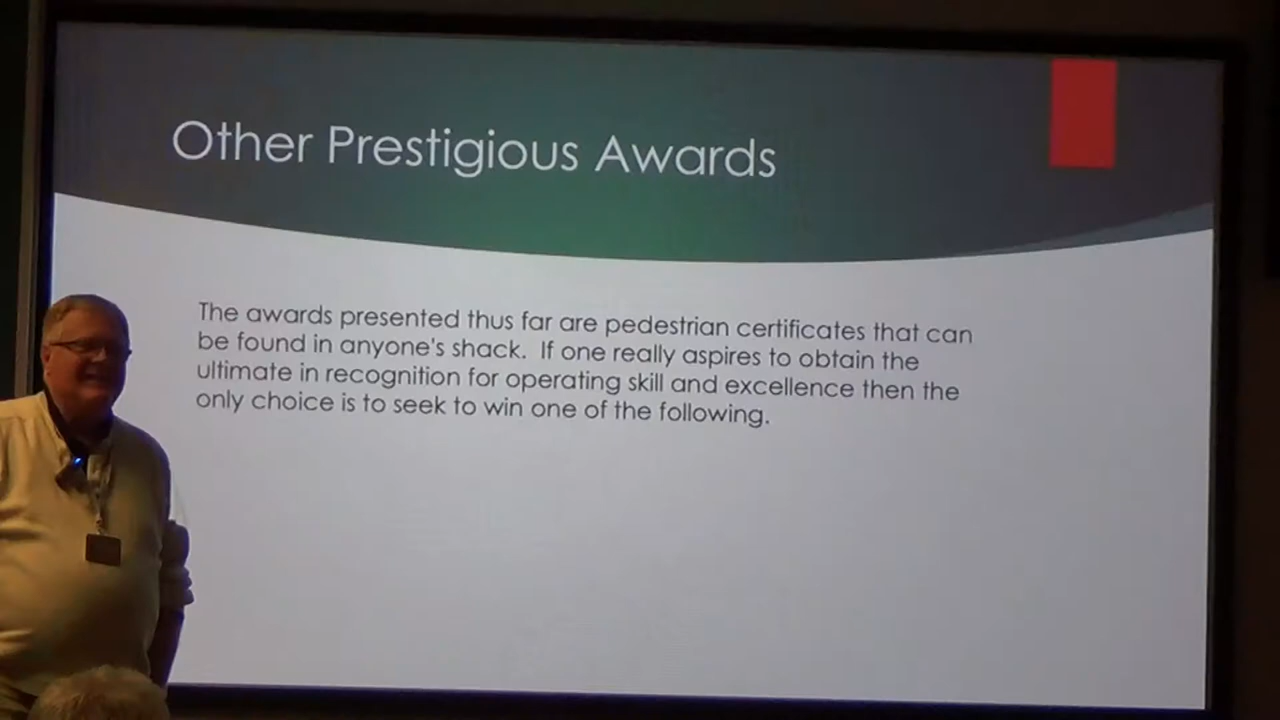 Other Prestigious Awards
The awards presented thus far are pedestrian certificates that can
be found in anyone's shack.  If one really aspires to obtain the
ultimate in recognition for operating skill and excellence then the
only choice is to seek to win one of the following.